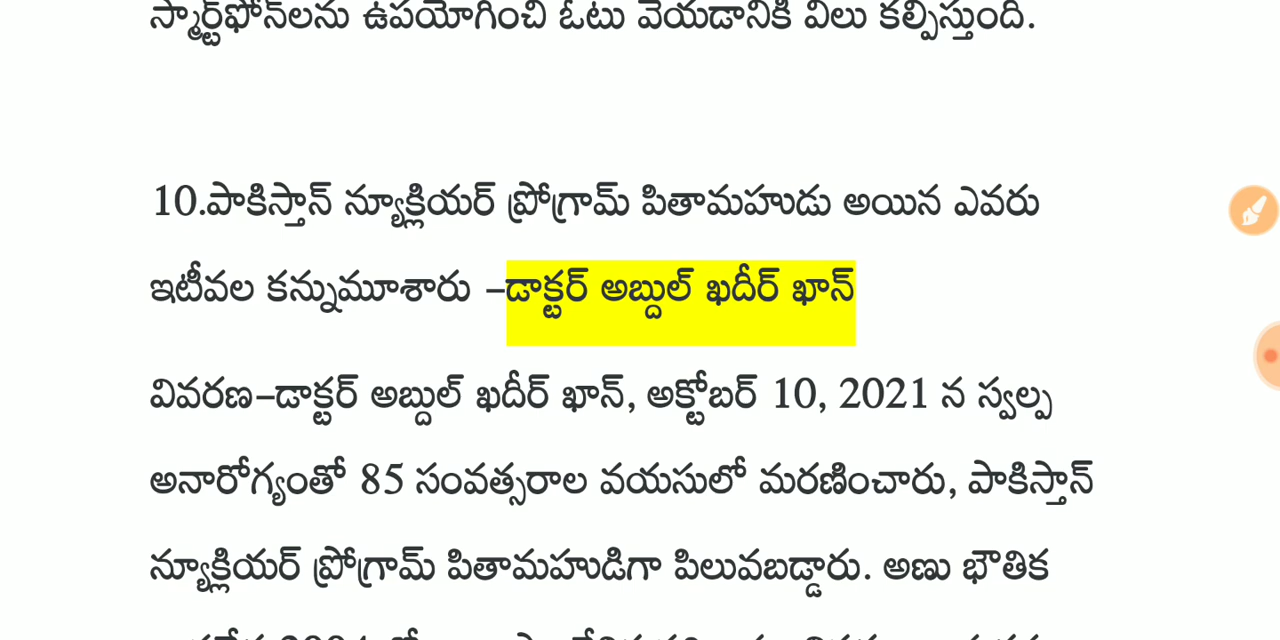 స్మార్ట్‌ఫోన్‌లను ఉపయోగించి ఓటు వేయడానికి వీలు కల్పిస్తుంది.
10.పాకిస్తాన్ న్యూక్లియర్ ప్రోగ్రామ్ పితామహుడు అయిన ఎవరు
ఇటీవల కన్నుమూశారు –డాక్టర్ అబ్దుల్ ఖదీర్ ఖాన్
వివరణ–డాక్టర్ అబ్దుల్ ఖదీర్ ఖాన్, అక్టోబర్ 10, 2021 న స్వల్ప
అనారోగ్యంతో 85 సంవత్సరాల వయసులో మరణించారు, పాకిస్తాన్
న్యూక్లియర్ ప్రోగ్రామ్ పితామహుడిగా పిలువబడ్డారు. అణు భౌతిక